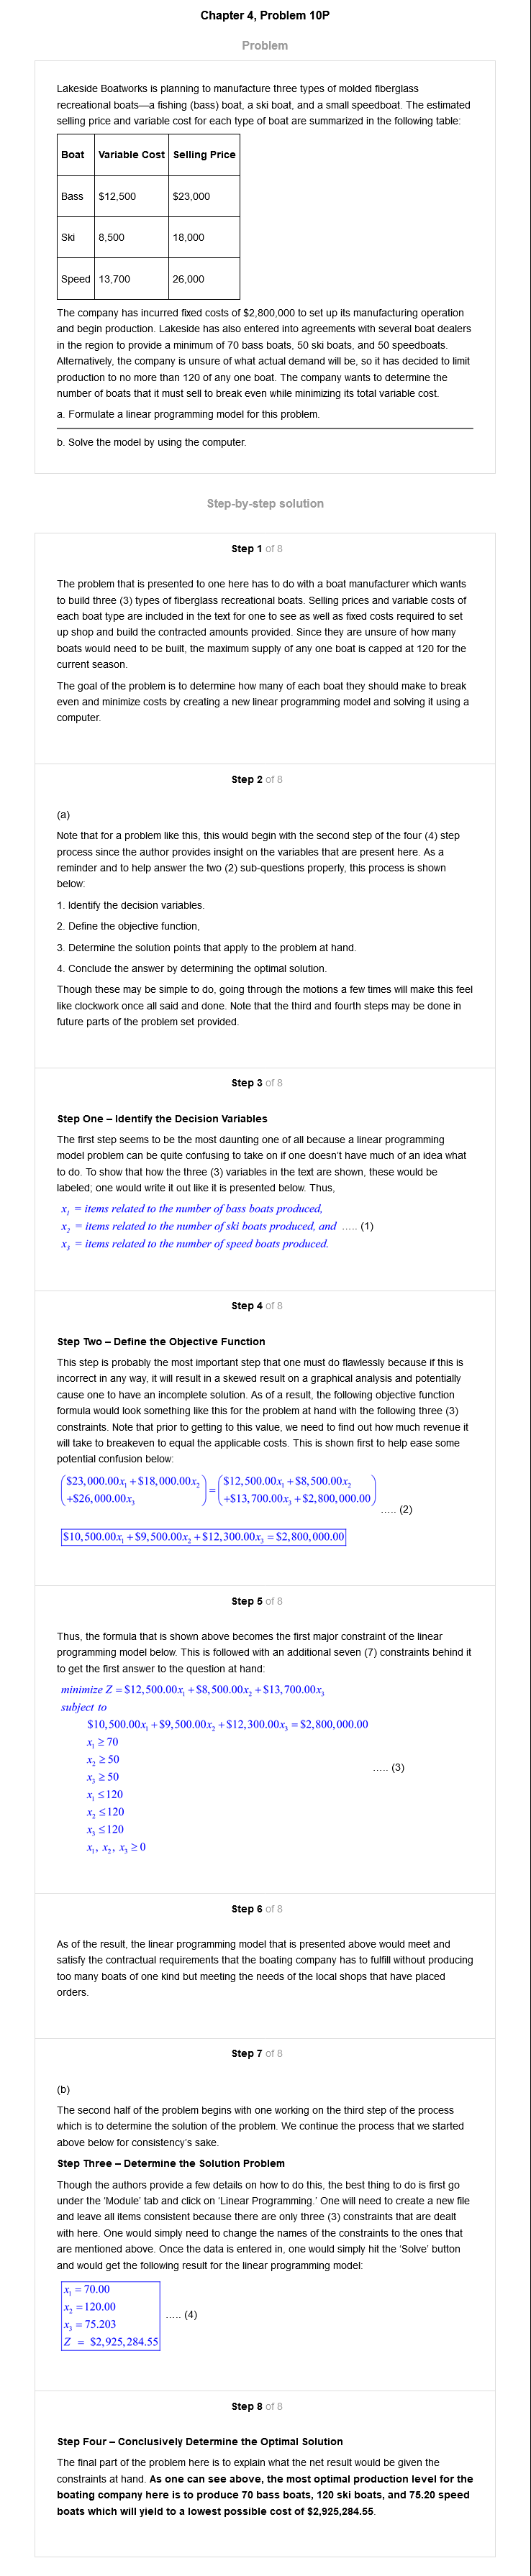 Chapter 4, Problem 10P
Problem
Lakeside Boatworks is planning to manufacture three types of molded fiberglass
recreational boats—a fishing (bass) boat, a ski boat, and a small speedboat. The estimated
selling price and variable cost for each type of boat are summarized in the following table:
Boat Variable Cost Selling Price
Bass $12,500 $23,000
Ski 8,500 18,000
Speed 13,700 26,000
The company has incurred fixed costs of $2,800,000 to set up its manufacturing operation
and begin production. Lakeside has also entered into agreements with several boat dealers
in the region to provide a minimum of 70 bass boats, 50 ski boats, and 50 speedboats.
Alternatively, the company is unsure of what actual demand will be, so it has decided to limit
production to no more than 120 of any one boat. The company wants to determine the
number of boats that it must sell to break even while minimizing its total variable cost.
a. Formulate a linear programming model for this problem.
b. Solve the model by using the computer.
Step-by-step solution
Step 1 of 8
The problem that is presented to one here has to do with a boat manufacturer which wants
to build three (3) types of fiberglass recreational boats. Selling prices and variable costs of
each boat type are included in the text for one to see as well as fixed costs required to set
up shop and build the contracted amounts provided. Since they are unsure of how many
boats would need to be built, the maximum supply of any one boat is capped at 120 for the
current season.
The goal of the problem is to determine how many of each boat they should make to break
even and minimize costs by creating a new linear programming model and solving it using a
computer.
Step 2 of 8
(a)
Note that for a problem like this, this would begin with the second step of the four (4) step
process since the author provides insight on the variables that are present here. As a
reminder and to help answer the two (2) sub-questions properly, this process is shown
below:
1. Identify the decision variables.
2. Define the objective function,
3. Determine the solution points that apply to the problem at hand.
4. Conclude the answer by determining the optimal solution.
Though these may be simple to do, going through the motions a few times will make this feel
like clockwork once all said and done. Note that the third and fourth steps may be done in
future parts of the problem set provided.
Step 3 of 8
Step One – Identify the Decision Variables
The first step seems to be the most daunting one of all because a linear programming
model problem can be quite confusing to take on if one doesn't have much of an idea what
to do. To show that how the three (3) variables in the text are shown, these would be
labeled; one would write it out like it is presented below. Thus,
x₁ = items related to the number of bass boats produced,
x₂ = items related to the number of ski boats produced, and ..... (1)
x₃ = items related to the number of speed boats produced.
Step 4 of 8
Step Two – Define the Objective Function
This step is probably the most important step that one must do flawlessly because if this is
incorrect in any way, it will result in a skewed result on a graphical analysis and potentially
cause one to have an incomplete solution. As of a result, the following objective function
formula would look something like this for the problem at hand with the following three (3)
constraints. Note that prior to getting to this value, we need to find out how much revenue it
will take to breakeven to equal the applicable costs. This is shown first to help ease some
potential confusion below:
($23,000.00x₁ + $18,000.00x₂ +$26,000.00x₃) = ($12,500.00x₁ + $8,500.00x₂ +$13,700.00x₃ + $2,800,000.00)
..... (2)
$10,500.00x₁ + $9,500.00x₂ + $12,300.00x₃ = $2,800,000.00
Step 5 of 8
Thus, the formula that is shown above becomes the first major constraint of the linear
programming model below. This is followed with an additional seven (7) constraints behind it
to get the first answer to the question at hand:
minimize Z = $12,500.00x₁ + $8,500.00x₂ + $13,700.00x₃
subject to
$10,500.00x₁ + $9,500.00x₂ + $12,300.00x₃ = $2,800,000.00
x₁ ≥ 70
x₂ ≥ 50
x₃ ≥ 50
..... (3)
x₁ ≤ 120
x₂ ≤ 120
x₃ ≤ 120
x₁, x₂, x₃ ≥ 0
Step 6 of 8
As of the result, the linear programming model that is presented above would meet and
satisfy the contractual requirements that the boating company has to fulfill without producing
too many boats of one kind but meeting the needs of the local shops that have placed
orders.
Step 7 of 8
(b)
The second half of the problem begins with one working on the third step of the process
which is to determine the solution of the problem. We continue the process that we started
above below for consistency's sake.
Step Three – Determine the Solution Problem
Though the authors provide a few details on how to do this, the best thing to do is first go
under the 'Module' tab and click on 'Linear Programming.' One will need to create a new file
and leave all items consistent because there are only three (3) constraints that are dealt
with here. One would simply need to change the names of the constraints to the ones that
are mentioned above. Once the data is entered in, one would simply hit the 'Solve' button
and would get the following result for the linear programming model:
x₁ = 70.00
x₂ = 120.00
x₃ = 75.203
..... (4)
Z = $2,925,284.55
Step 8 of 8
Step Four – Conclusively Determine the Optimal Solution
The final part of the problem here is to explain what the net result would be given the
constraints at hand. As one can see above, the most optimal production level for the
boating company here is to produce 70 bass boats, 120 ski boats, and 75.20 speed
boats which will yield to a lowest possible cost of $2,925,284.55.